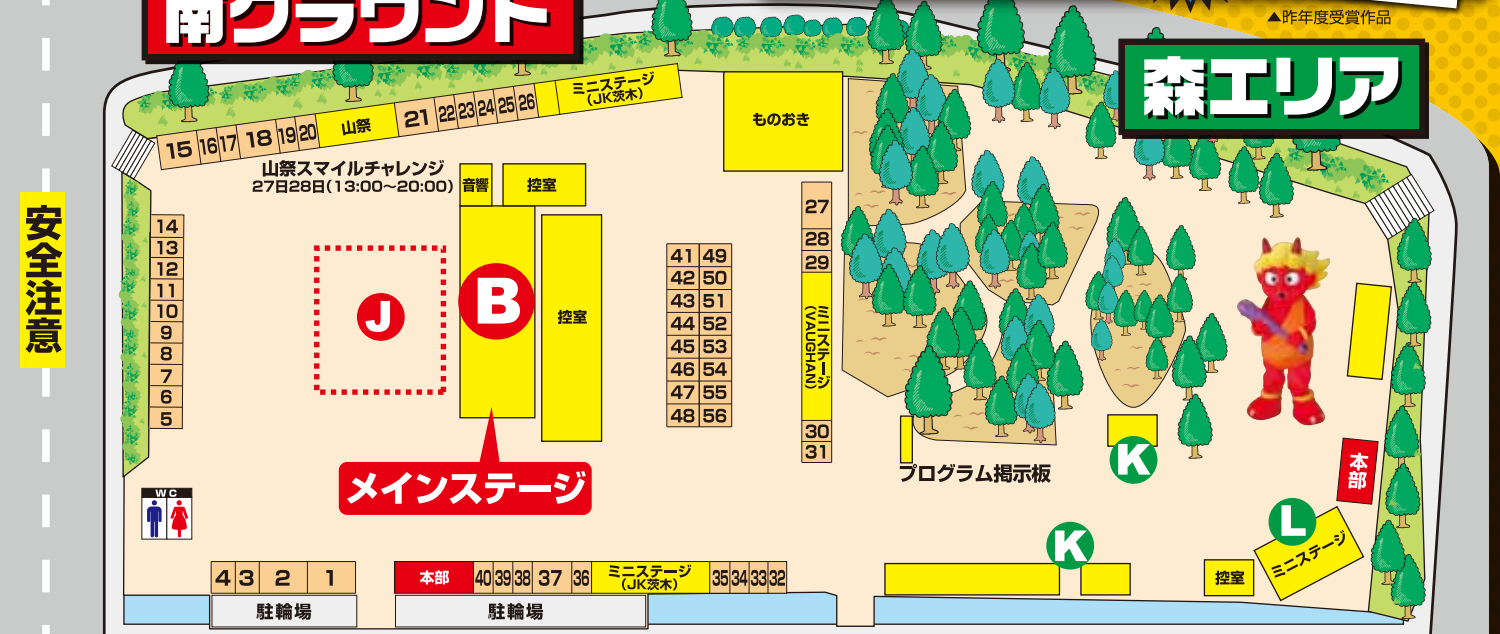 南グラウンド
▲昨年度受賞作品
森エリア
安全注意
15 16 17 18 19 20 山祭 21 22 23 24 25 26
ミニステージ
(JK茨木)
ものおき
山祭スマイルチャレンジ
27日28日(13:00〜20:00)
音響
控室
14
13
12
11
10
9
8
7
6
5
J
B
控室
メインステージ
41 49
42 50
43 51
44 52
45 53
46 54
47 55
48 56
27
28
29
ミニステージ
(VAUGHAN)
30
31
プログラム掲示板
K
本部
L
ミニステージ
K
控室
WC
4 3 2 1
本部 40 39 38 37 36
ミニステージ
(JK茨木)
35 34 33 32
駐輪場
駐輪場